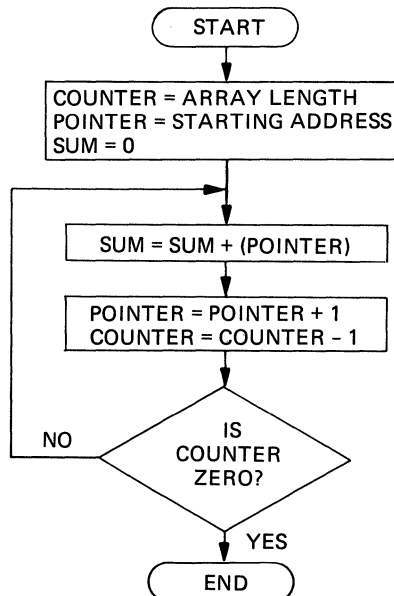 START
COUNTER = ARRAY LENGTH
POINTER = STARTING ADDRESS
SUM = 0
SUM = SUM + (POINTER)
POINTER = POINTER + 1
COUNTER = COUNTER - 1
IS
COUNTER
ZERO?
NO
YES
END